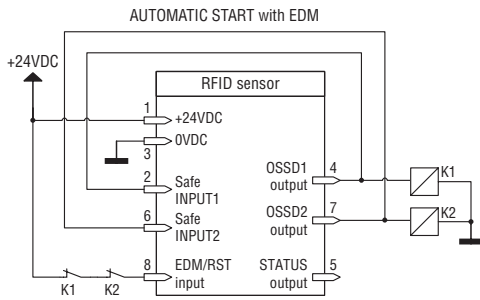 AUTOMATIC START with EDM
+24VDC
RFID sensor
1
+24VDC
0VDC
3
2
Safe
INPUT1
6
Safe
INPUT2
8
EDM/RST
input
K1
K2
OSSD1
output
4
K1
OSSD2
output
7
K2
STATUS
output
5